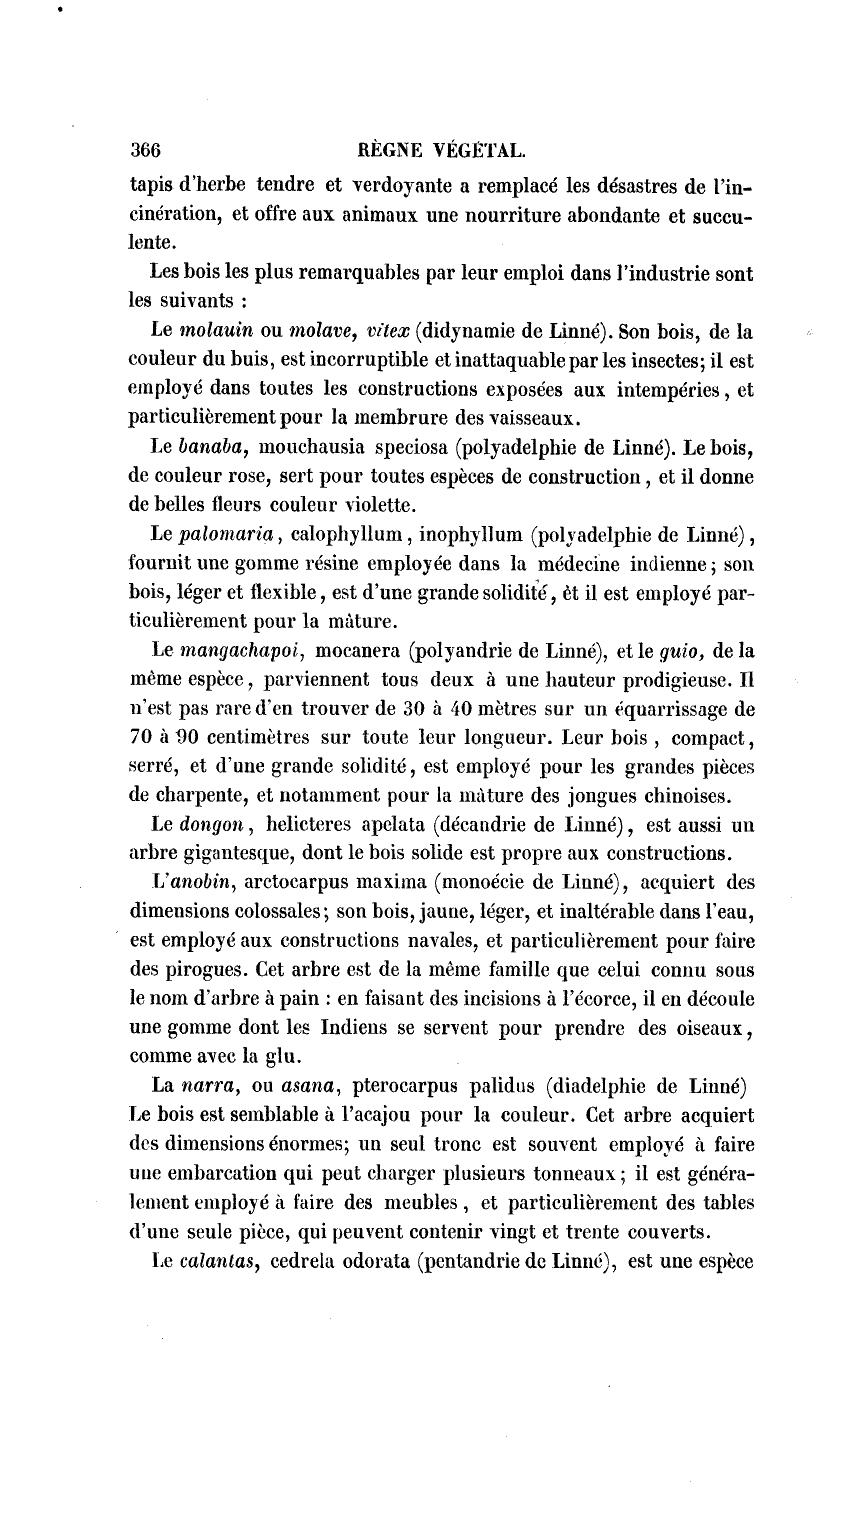 366 RÈGNE VÉGÉTAL.
tapis d'herbe tendre et verdoyante a remplacé les désastres de l'in-
cinération, et offre aux animaux une nourriture abondante et succu-
lente.
Les bois les plus remarquables par leur emploi dans l'industrie sont
les suivants :
Le molauin ou molave, vitex (didynamie de Linné). Son bois, de la
couleur du buis, est incorruptible et inattaquable par les insectes; il est
employé dans toutes les constructions exposées aux intempéries, et
particulièrement pour la membrure des vaisseaux.
Le banaba, mouchausia speciosa (polyadelphie de Linné). Le bois,
de couleur rose, sert pour toutes espèces de construction, et il donne
de belles fleurs couleur violette.
Le palomaria, calophyllum, inophyllum (polyadelphie de Linné),
fournit une gomme résine employée dans la médecine indienne; son
bois, léger et flexible, est d'une grande solidité, èt il est employé par-
ticulièrement pour la mâture.
Le mangachapoi, mocanera (polyandrie de Linné), et le guio, de la
même espèce, parviennent tous deux à une hauteur prodigieuse. Il
n'est pas rare d'en trouver de 30 à 40 mètres sur un équarrissage de
70 à 90 centimètres sur toute leur longueur. Leur bois, compact,
serré, et d'une grande solidité, est employé pour les grandes pièces
de charpente, et notamment pour la mâture des jongues chinoises.
Le dongon, helicteres apelata (décandrie de Linné), est aussi un
arbre gigantesque, dont le bois solide est propre aux constructions.
L'anobin, arctocarpus maxima (monoécie de Linné), acquiert des
dimensions colossales; son bois, jaune, léger, et inaltérable dans l'eau,
est employé aux constructions navales, et particulièrement pour faire
des pirogues. Cet arbre est de la même famille que celui connu sous
le nom d'arbre à pain : en faisant des incisions à l'écorce, il en découle
une gomme dont les Indiens se servent pour prendre des oiseaux,
comme avec la glu.
La narra, ou asana, pterocarpus palidus (diadelphie de Linné)
Le bois est semblable à l'acajou pour la couleur. Cet arbre acquiert
des dimensions énormes; un seul tronc est souvent employé à faire
une embarcation qui peut charger plusieurs tonneaux; il est généra-
lement employé à faire des meubles, et particulièrement des tables
d'une seule pièce, qui peuvent contenir vingt et trente couverts.
Le calantas, cedrela odorata (pentandrie de Linné), est une espèce